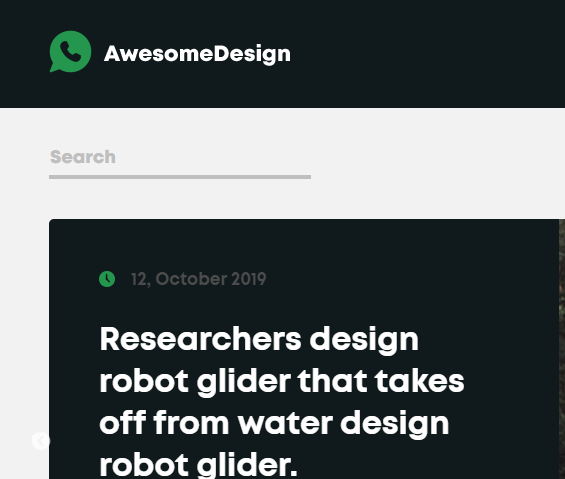 AwesomeDesign
Search
12, October 2019
Researchers design
robot glider that takes
off from water design
robot glider.